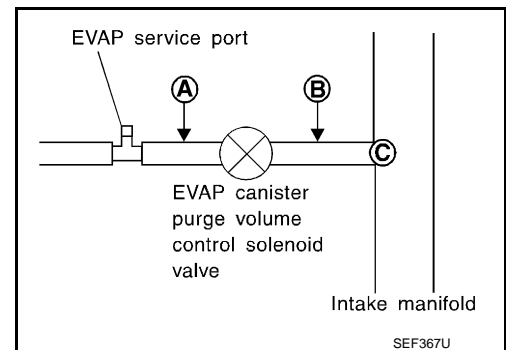 EVAP service port
A
B
C
EVAP canister
purge volume
control solenoid
valve
Intake manifold
SEF367U